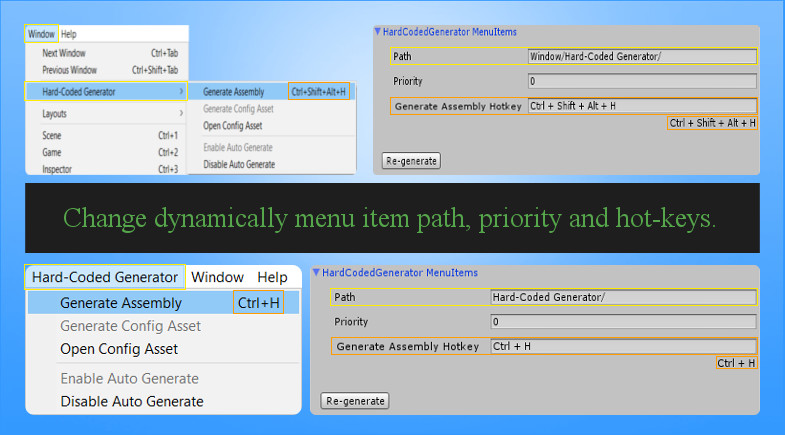 Window Help
Next Window Ctrl+Tab
Previous Window Ctrl+Shift+Tab
Hard-Coded Generator
Layouts
Scene Ctrl+1
Game Ctrl+2
Inspector Ctrl+3
Generate Assembly Ctrl+Shift+Alt+H
Generate Config Asset
Open Config Asset
Enable Auto Generate
Disable Auto Generate
HardCodedGenerator MenuItems
Path Window/Hard-Coded Generator/
Priority 0
Generate Assembly Hotkey Ctrl + Shift + Alt + H
Ctrl + Shift + Alt + H
Re-generate
Change dynamically menu item path, priority and hot-keys.
Hard-Coded Generator Window Help
Generate Assembly Ctrl+H
Generate Config Asset
Open Config Asset
Enable Auto Generate
Disable Auto Generate
HardCodedGenerator MenuItems
Path Hard-Coded Generator/
Priority 0
Generate Assembly Hotkey Ctrl + H
Ctrl + H
Re-generate